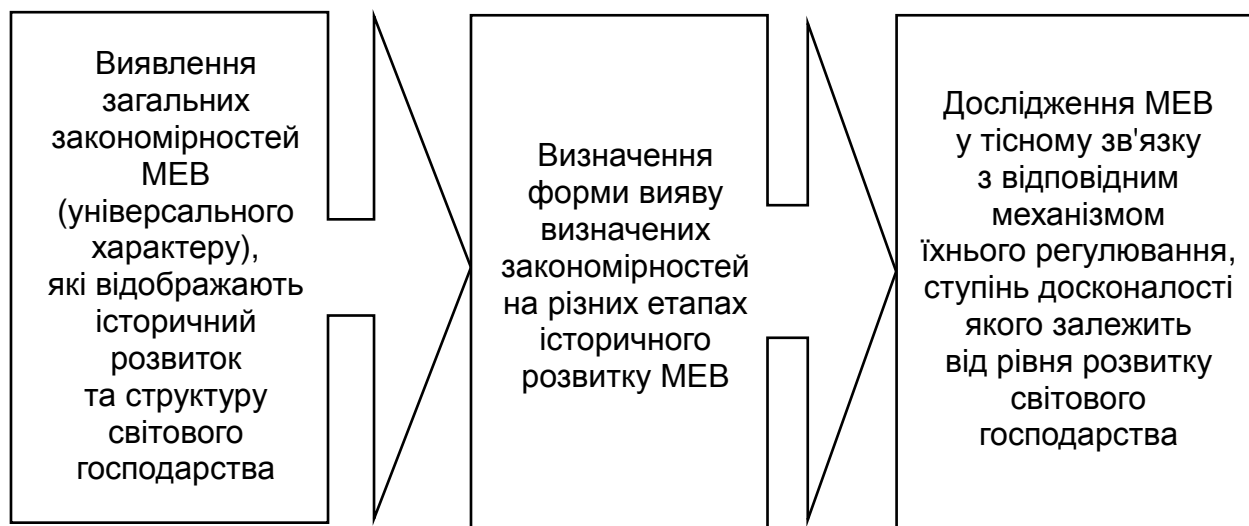 Виявлення
загальних
закономірностей
МЕВ
(універсального
характеру),
які відображають
історичний
розвиток
та структуру
світового
господарства
Визначення
форми вияву
визначених
закономірностей
на різних етапах
історичного
розвитку МЕВ
Дослідження МЕВ
у тісному зв'язку
з відповідним
механізмом
їхнього регулювання,
ступінь досконалості
якого залежить
від рівня розвитку
світового
господарства